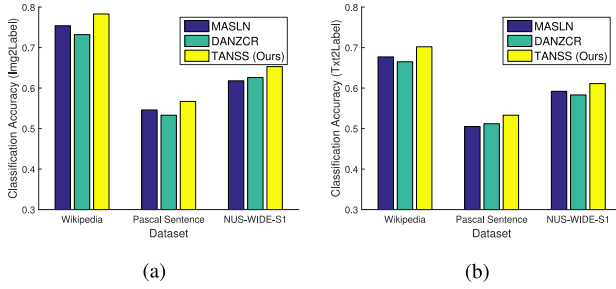 Classification Accuracy (Img2Label)
0.8
0.7
0.6
0.5
0.4
0.3
MASLN
DANZCR
TANSS (Ours)
Wikipedia
Pascal Sentence
NUS-WIDE-S1
Dataset
(a)
Classification Accuracy (Txt2Label)
0.8
0.7
0.6
0.5
0.4
0.3
MASLN
DANZCR
TANSS (Ours)
Wikipedia
Pascal Sentence
NUS-WIDE-S1
Dataset
(b)